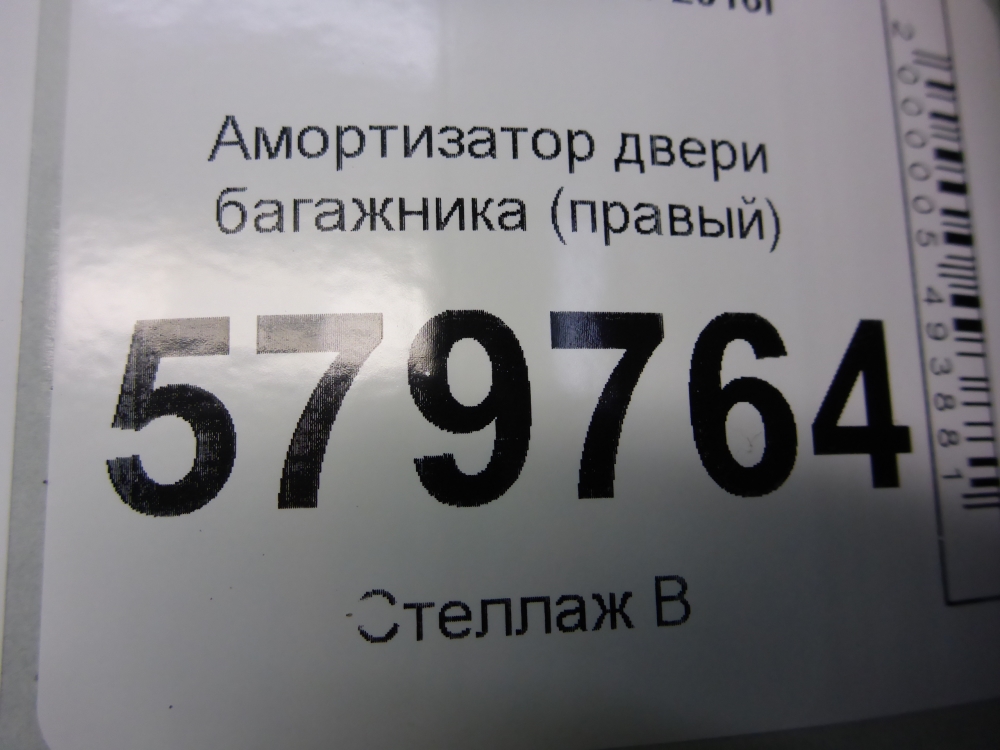 Амортизатор двери
багажника (правый)
579764
Стеллаж В
2000005493881